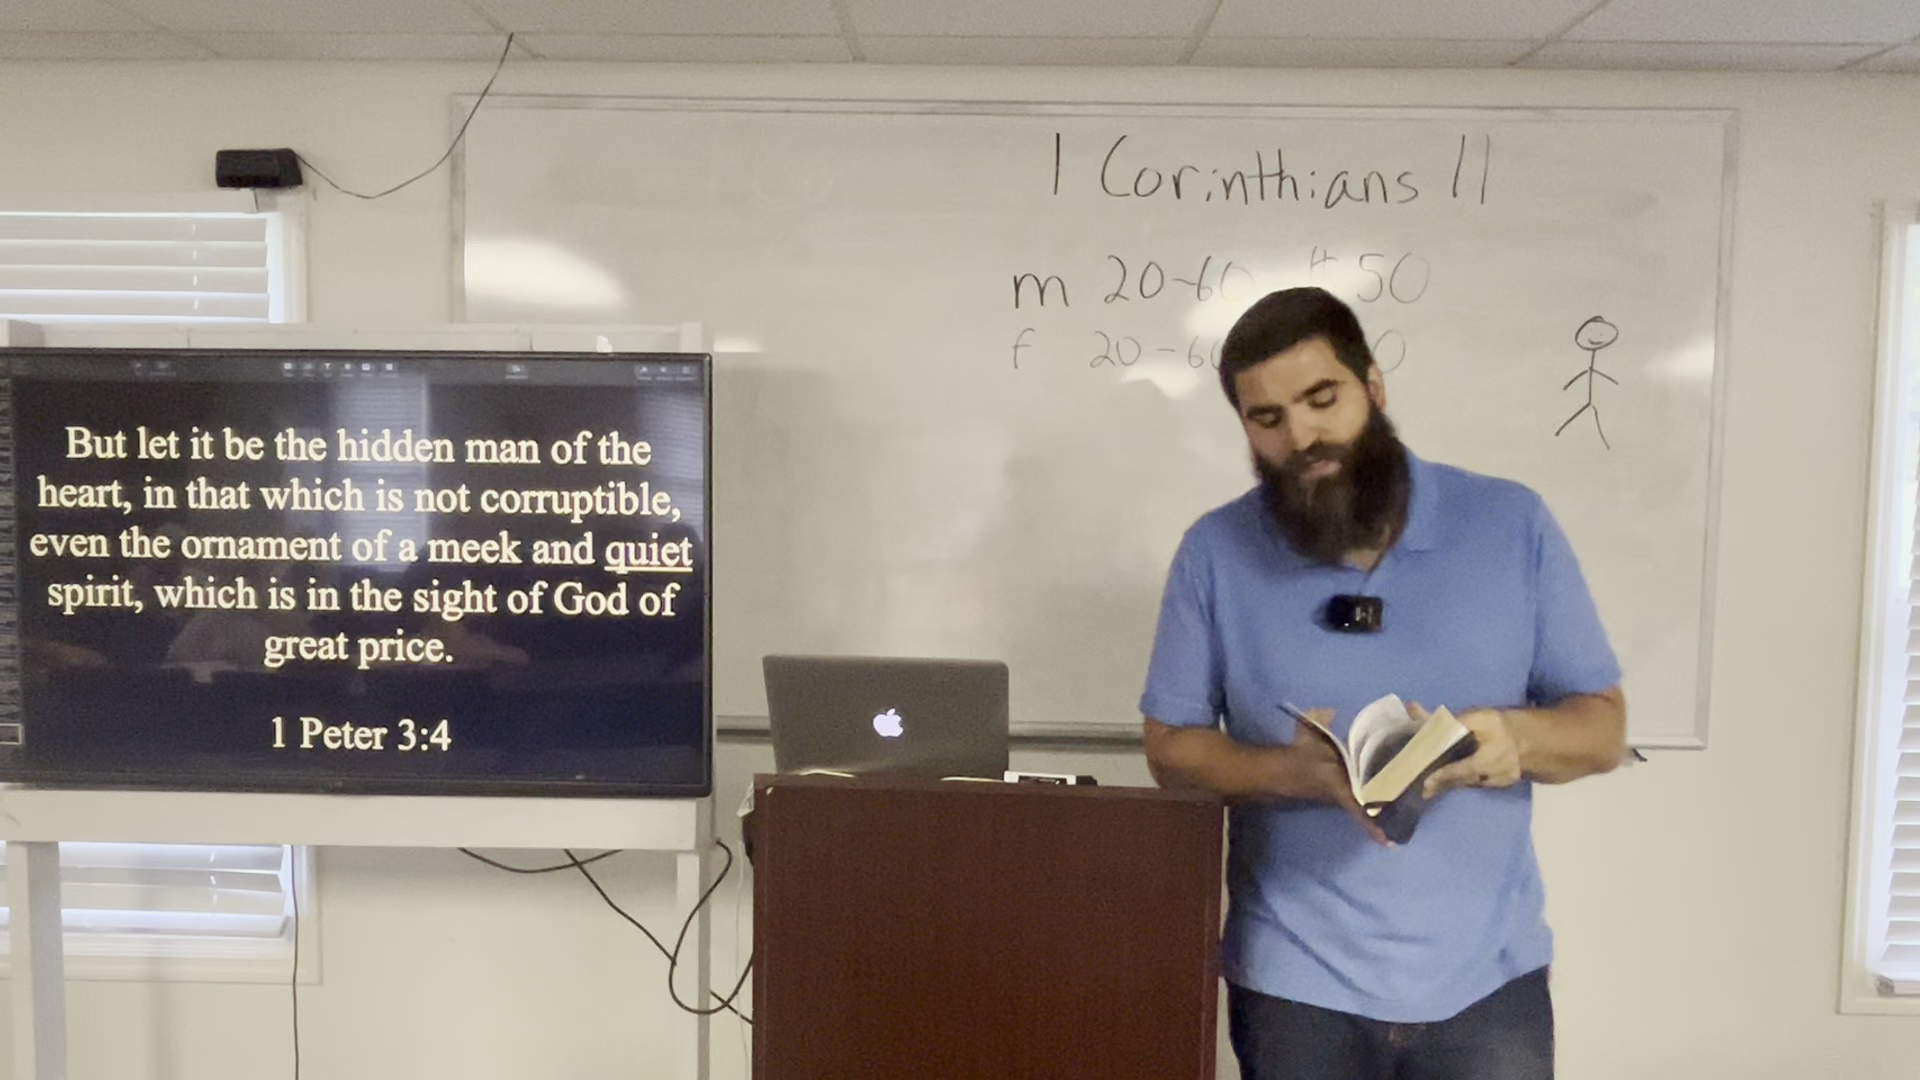 1 Corinthians 11
m 20-60 # 50
f 20-60
But let it be the hidden man of the
heart, in that which is not corruptible,
even the ornament of a meek and quiet
spirit, which is in the sight of God of
great price.
1 Peter 3:4